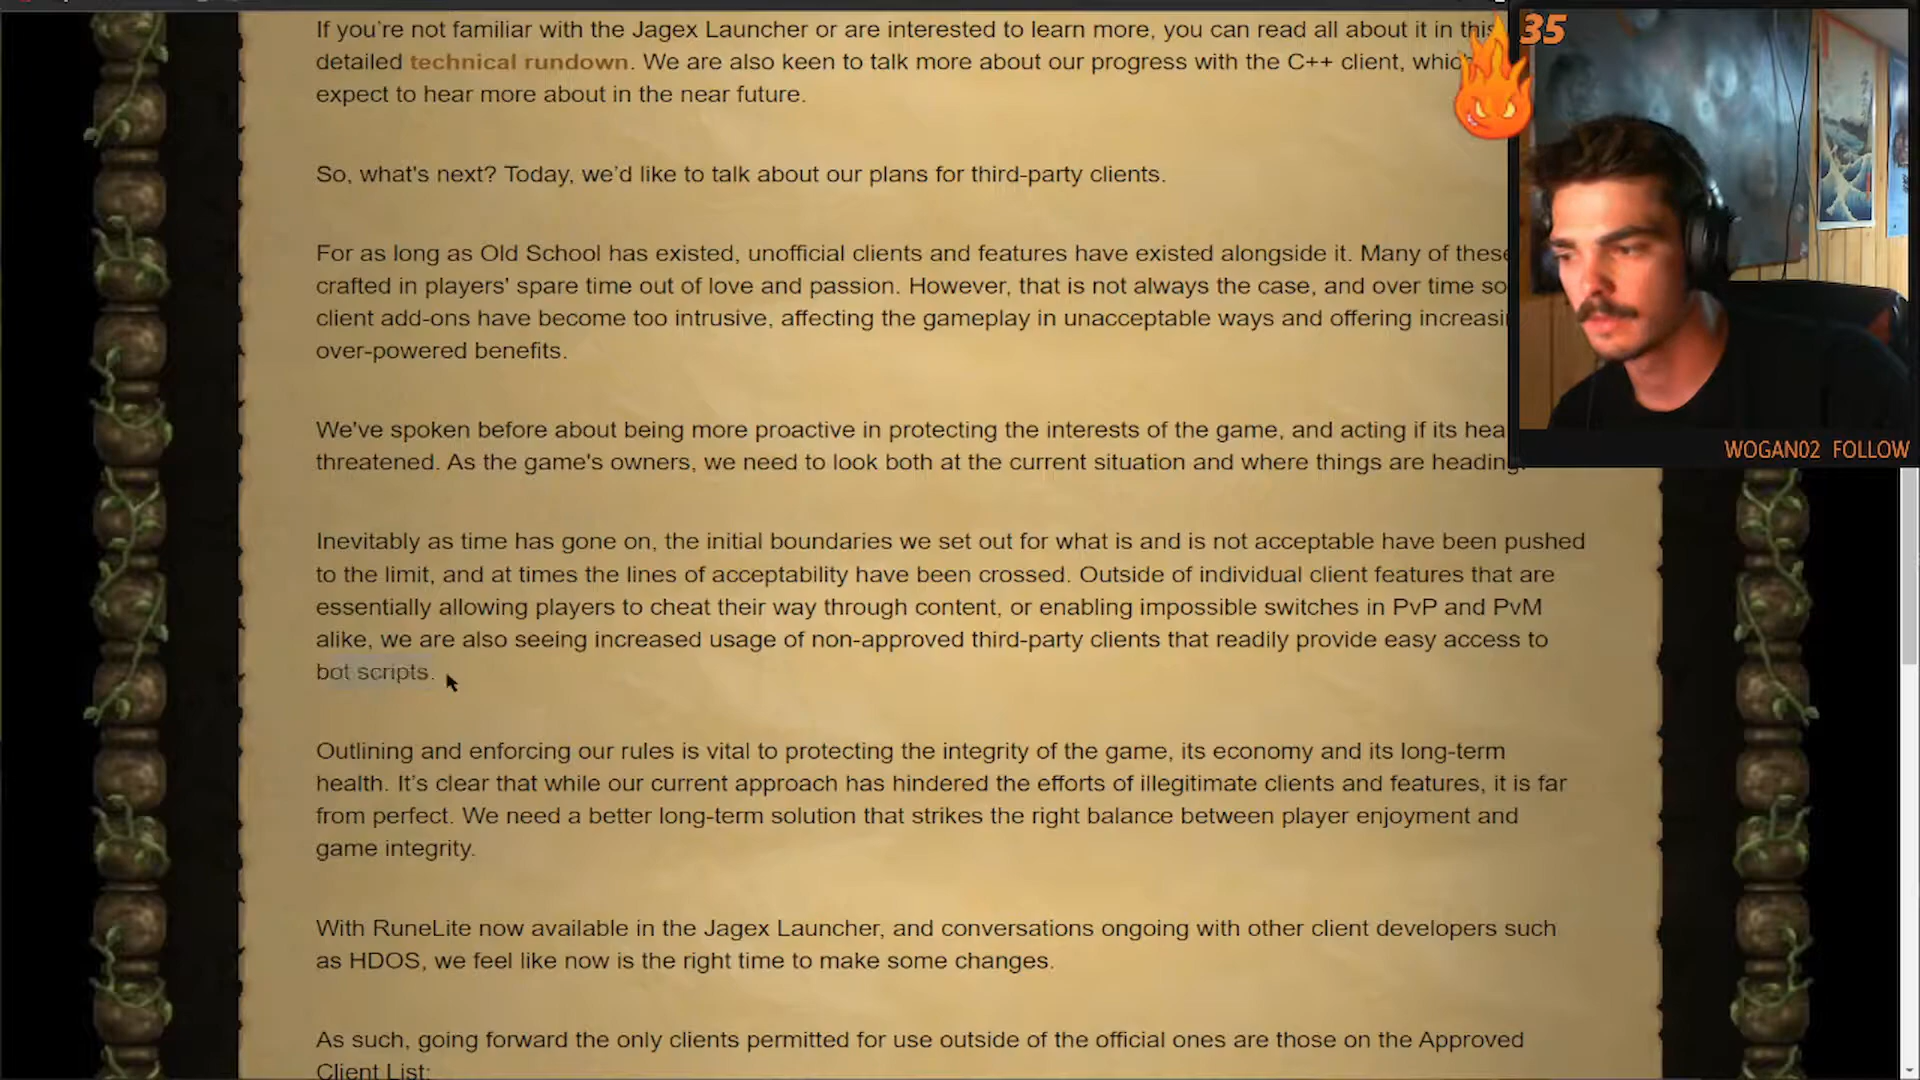 If you're not familiar with the Jagex Launcher or are interested to learn more, you can read all about it in this
detailed technical rundown. We are also keen to talk more about our progress with the C++ client, whic
expect to hear more about in the near future.
So, what's next? Today, we'd like to talk about our plans for third-party clients.
For as long as Old School has existed, unofficial clients and features have existed alongside it. Many of these
crafted in players' spare time out of love and passion. However, that is not always the case, and over time so
client add-ons have become too intrusive, affecting the gameplay in unacceptable ways and offering increasi
over-powered benefits.
We've spoken before about being more proactive in protecting the interests of the game, and acting if its hea
threatened. As the game's owners, we need to look both at the current situation and where things are heading.
Inevitably as time has gone on, the initial boundaries we set out for what is and is not acceptable have been pushed
to the limit, and at times the lines of acceptability have been crossed. Outside of individual client features that are
essentially allowing players to cheat their way through content, or enabling impossible switches in PvP and PvM
alike, we are also seeing increased usage of non-approved third-party clients that readily provide easy access to
bot scripts.
Outlining and enforcing our rules is vital to protecting the integrity of the game, its economy and its long-term
health. It's clear that while our current approach has hindered the efforts of illegitimate clients and features, it is far
from perfect. We need a better long-term solution that strikes the right balance between player enjoyment and
game integrity.
With RuneLite now available in the Jagex Launcher, and conversations ongoing with other client developers such
as HDOS, we feel like now is the right time to make some changes.
As such, going forward the only clients permitted for use outside of the official ones are those on the Approved
Client List:
35
WOGAN02 FOLLOW